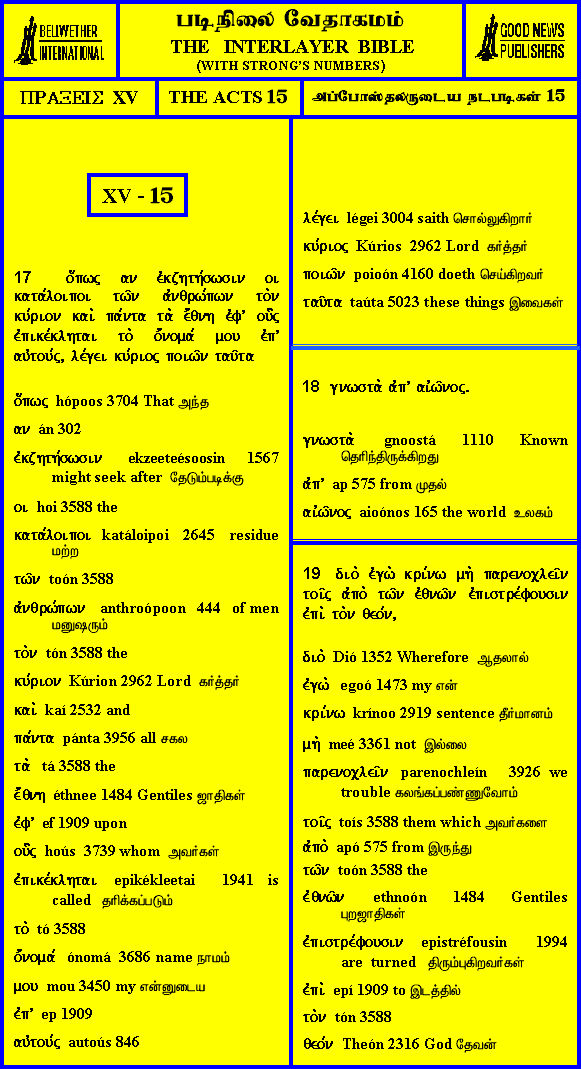 BELLWETHER
INTERNATIONAL
படிநிலை வேதாகமம்
THE INTERLAYER BIBLE
(WITH STRONG'S NUMBERS)
GOOD NEWS
PUBLISHERS
ΠΡΑΞΕΙΣ XV
THE ACTS 15
அப்போஸ்தலருடைய நடபடிகள் 15
XV - 15
17 ὅπως αν ἐκζητήσωσιν οι
κατάλοιποι τῶν ἀνθρώπων τὸν
κύριον καὶ πάντα τὰ ἔθνη ἐφ' οὓς
ἐπικέκληται τὸ ὄνομά μου ἐπ'
αὐτούς, λέγει κύριος ποιῶν ταῦτα
ὅπως hópoos 3704 That அந்த
αν án 302
ἐκζητήσωσιν ekzeeteésoosin 1567
might seek after தேடும்படிக்கு
οι hoi 3588 the
κατάλοιποι katáloipoi 2645 residue
மற்ற
τῶν toón 3588
ἀνθρώπων anthroópoon 444 of men
மனுஷரும்
τὸν tón 3588 the
κύριον Kúrion 2962 Lord கர்த்தர்
καὶ kaí 2532 and
πάντα pánta 3956 all சகல
τὰ tá 3588 the
ἔθνη éthnee 1484 Gentiles ஜாதிகள்
ἐφ' ef 1909 upon
οὓς hoús 3739 whom அவர்கள்
ἐπικέκληται epikékleetai 1941 is
called தரிக்கப்படும்
τὸ tó 3588
ὄνομά ónomá 3686 name நாமம்
μου mou 3450 my என்னுடைய
ἐπ' ep 1909
αὐτούς autoús 846
λέγει légei 3004 saith சொல்லுகிறார்
κύριος Kúrios 2962 Lord கர்த்தர்
ποιῶν poioón 4160 doeth செய்கிறவர்
ταῦτα taúta 5023 these things இவைகள்
18 γνωστὰ ἀπ' αἰῶνος.
γνωστὰ gnoostá 1110 Known
தெரிந்திருக்கிறது
ἀπ' ap 575 from முதல்
αἰῶνος aioónos 165 the world உலகம்
19 διὸ ἐγὼ κρίνω μὴ παρενοχλεῖν
τοῖς ἀπὸ τῶν ἐθνῶν ἐπιστρέφουσιν
ἐπὶ τὸν θεόν,
διὸ Dió 1352 Wherefore ஆதலால்
ἐγὼ egoó 1473 my என்
κρίνω krínoo 2919 sentence தீர்மானம்
μὴ meé 3361 not இல்லை
παρενοχλεῖν parenochleín 3926 we
trouble கலங்கப்பண்ணுவோம்
τοῖς toís 3588 them which அவர்களை
ἀπὸ apó 575 from இருந்து
τῶν toón 3588 the
ἐθνῶν ethnoón 1484 Gentiles
புறஜாதிகள்
ἐπιστρέφουσιν epistréfousin 1994
are turned திரும்புகிறவர்கள்
ἐπὶ epí 1909 to இடத்தில்
τὸν tón 3588
θεόν Theón 2316 God தேவன்